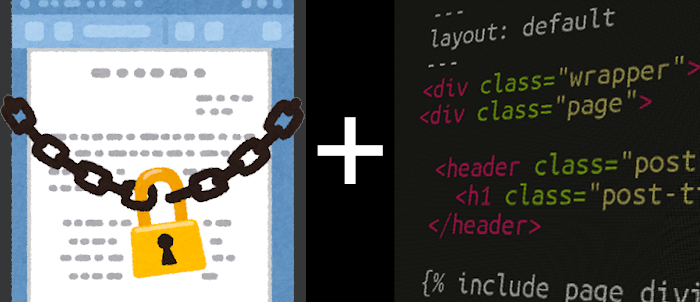 +
---
layout: default
---
<div class="wrapper">
<div class="page">
<header class="post
<h1 class="post-t
</header>
{% include page divi